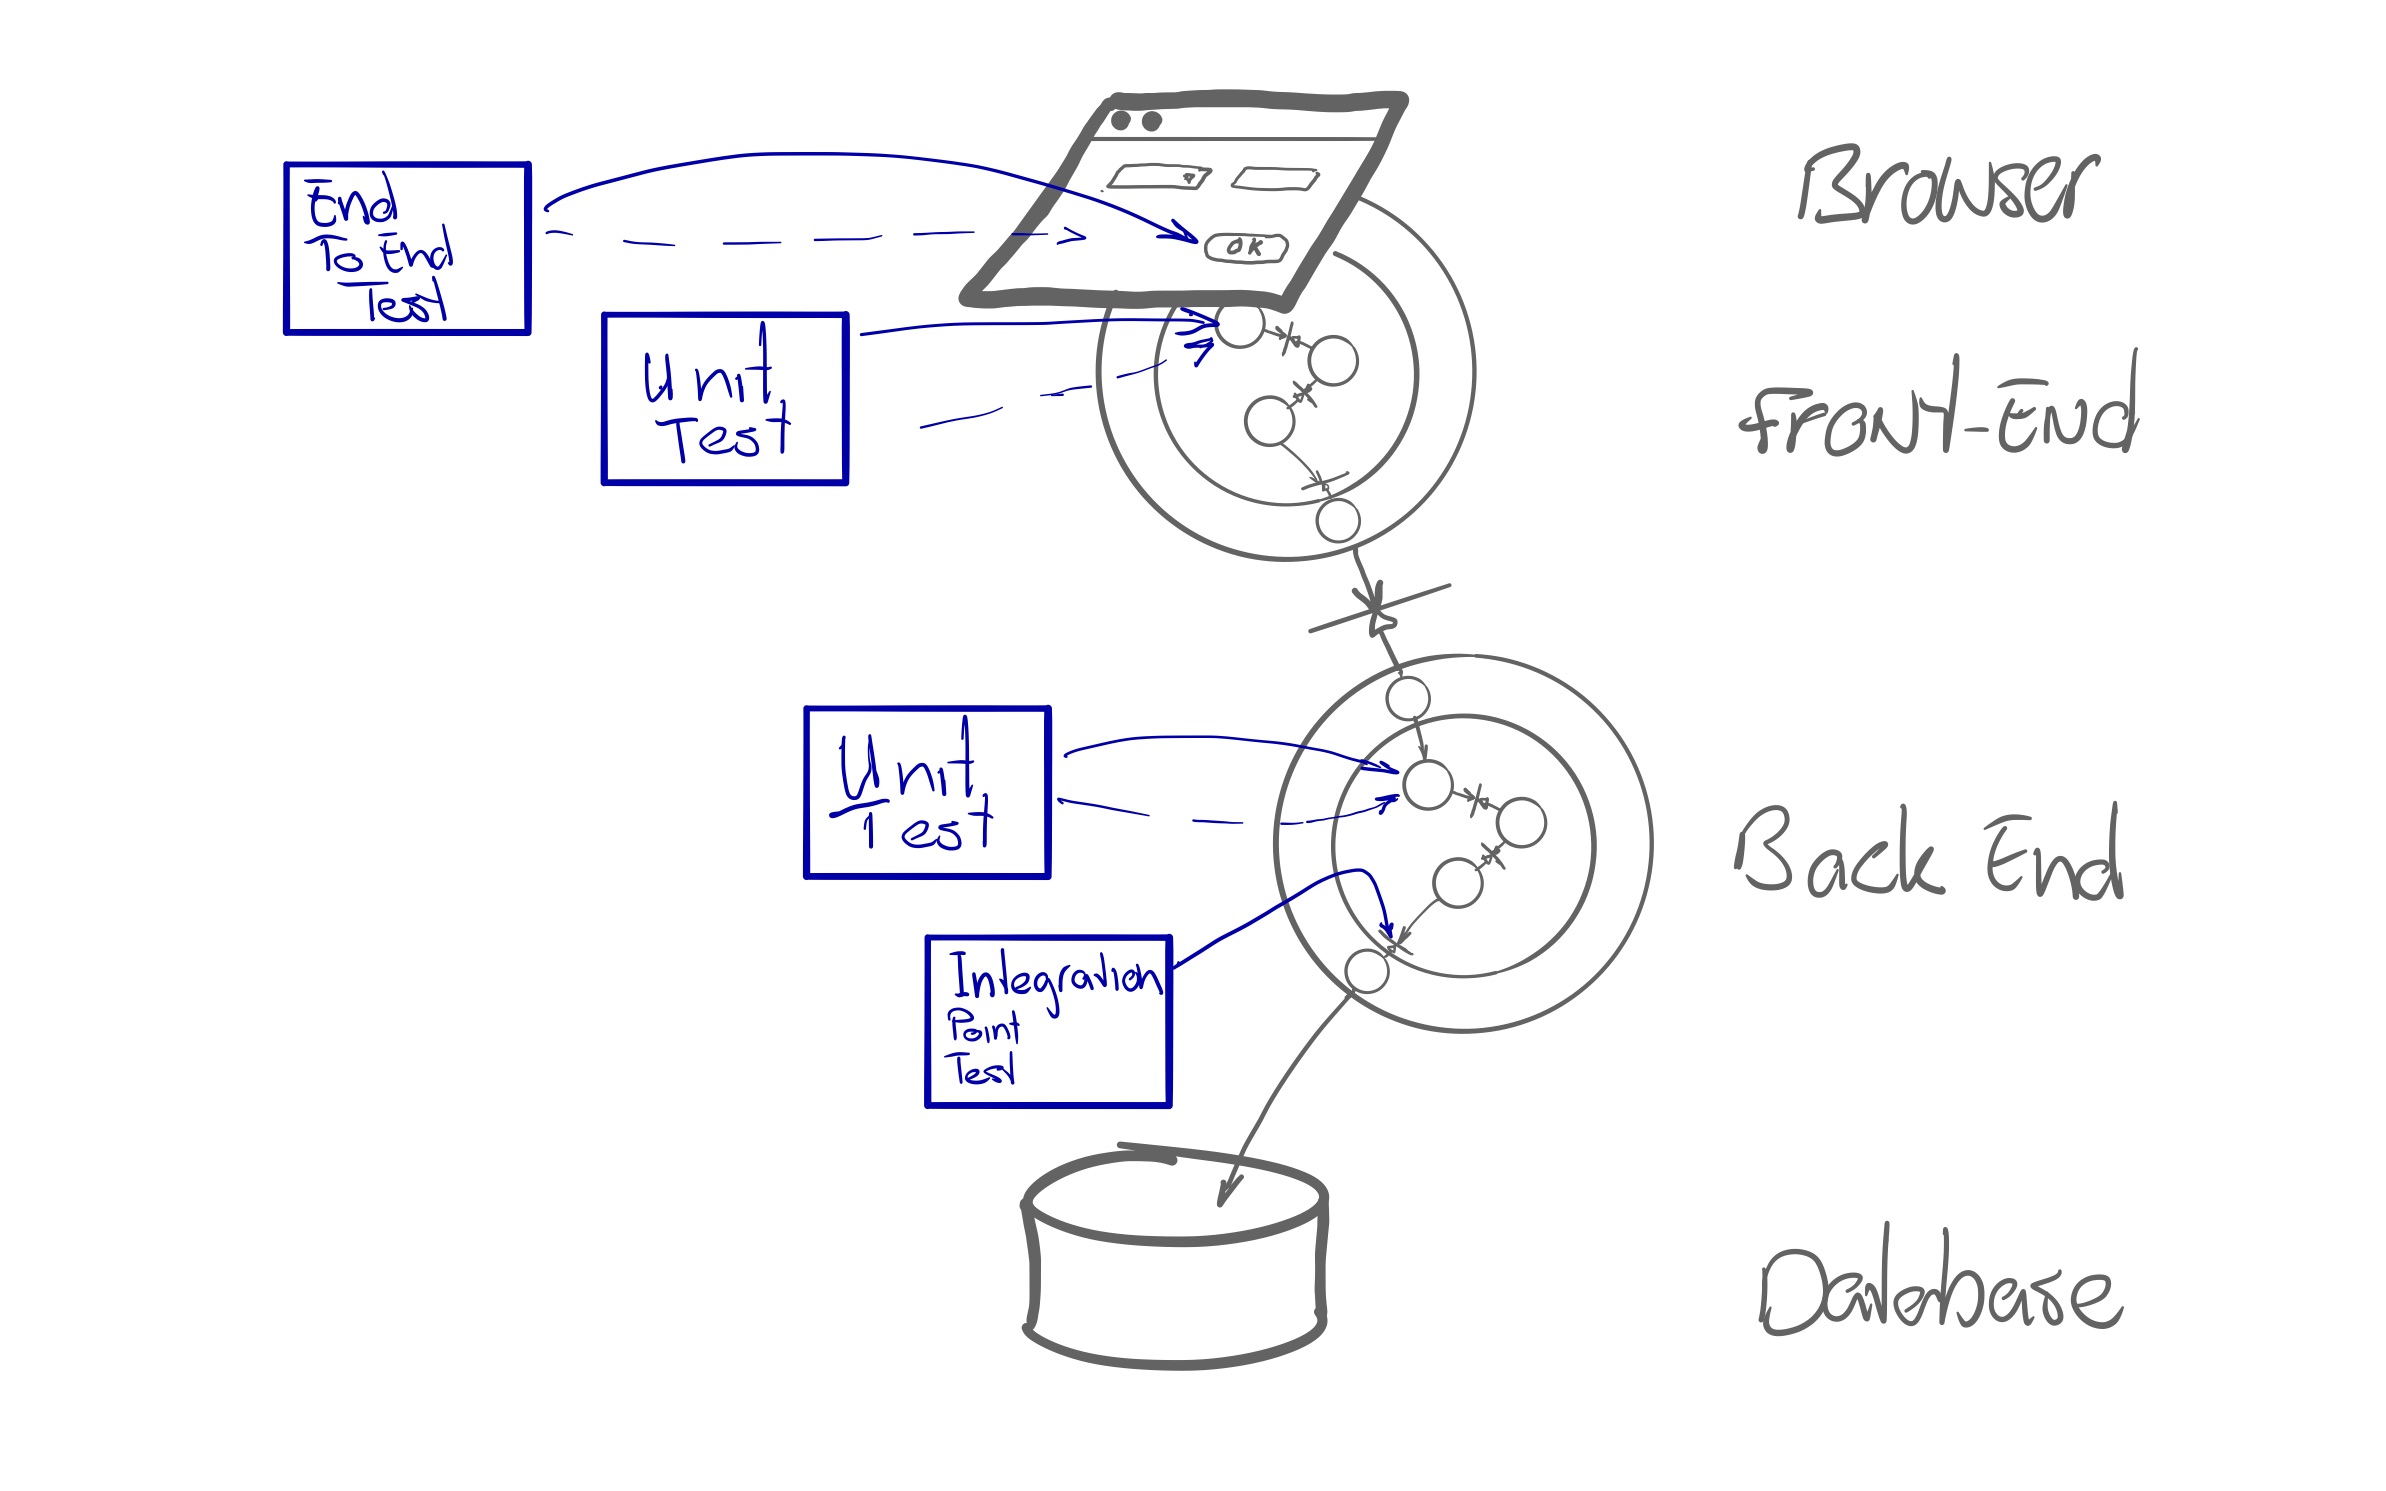 End
To End
Test
OK
Browser
Unit
Test
Front-End
Unit
Test
Back End
Integration
Point
Test
Database